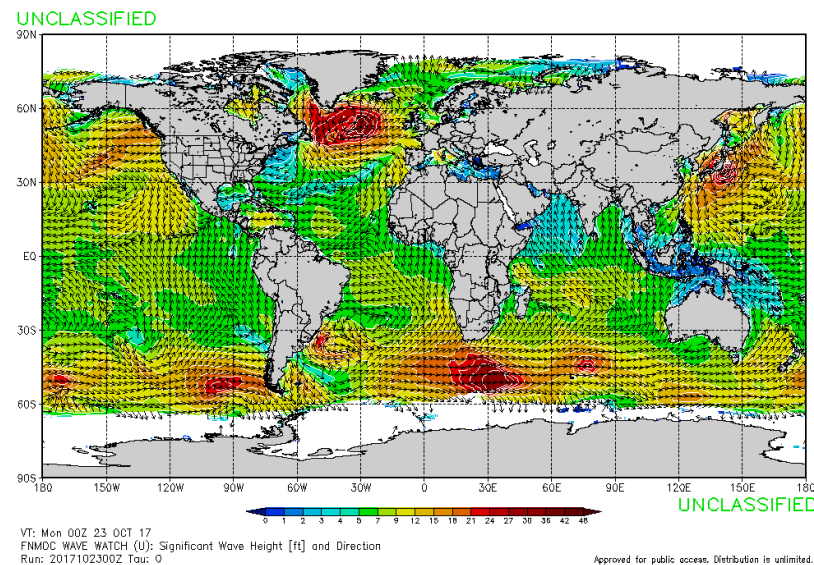 UNCLASSIFIED
90N
60N
30N
EQ
30S
60S
90S
180 150W 120W 90W 60W 30W 0 30E 60E 90E 120E 150E 180
UNCLASSIFIED
0 1 2 3 4 5 7 9 12 15 18 21 24 27 30 36 42 48
VT: Mon 00Z 23 OCT 17
FNMOC WAVE WATCH (U): Significant Wave Height [ft] and Direction
Run: 2017102300Z Tau: 0
Approved for public access. Distribution is unlimited.